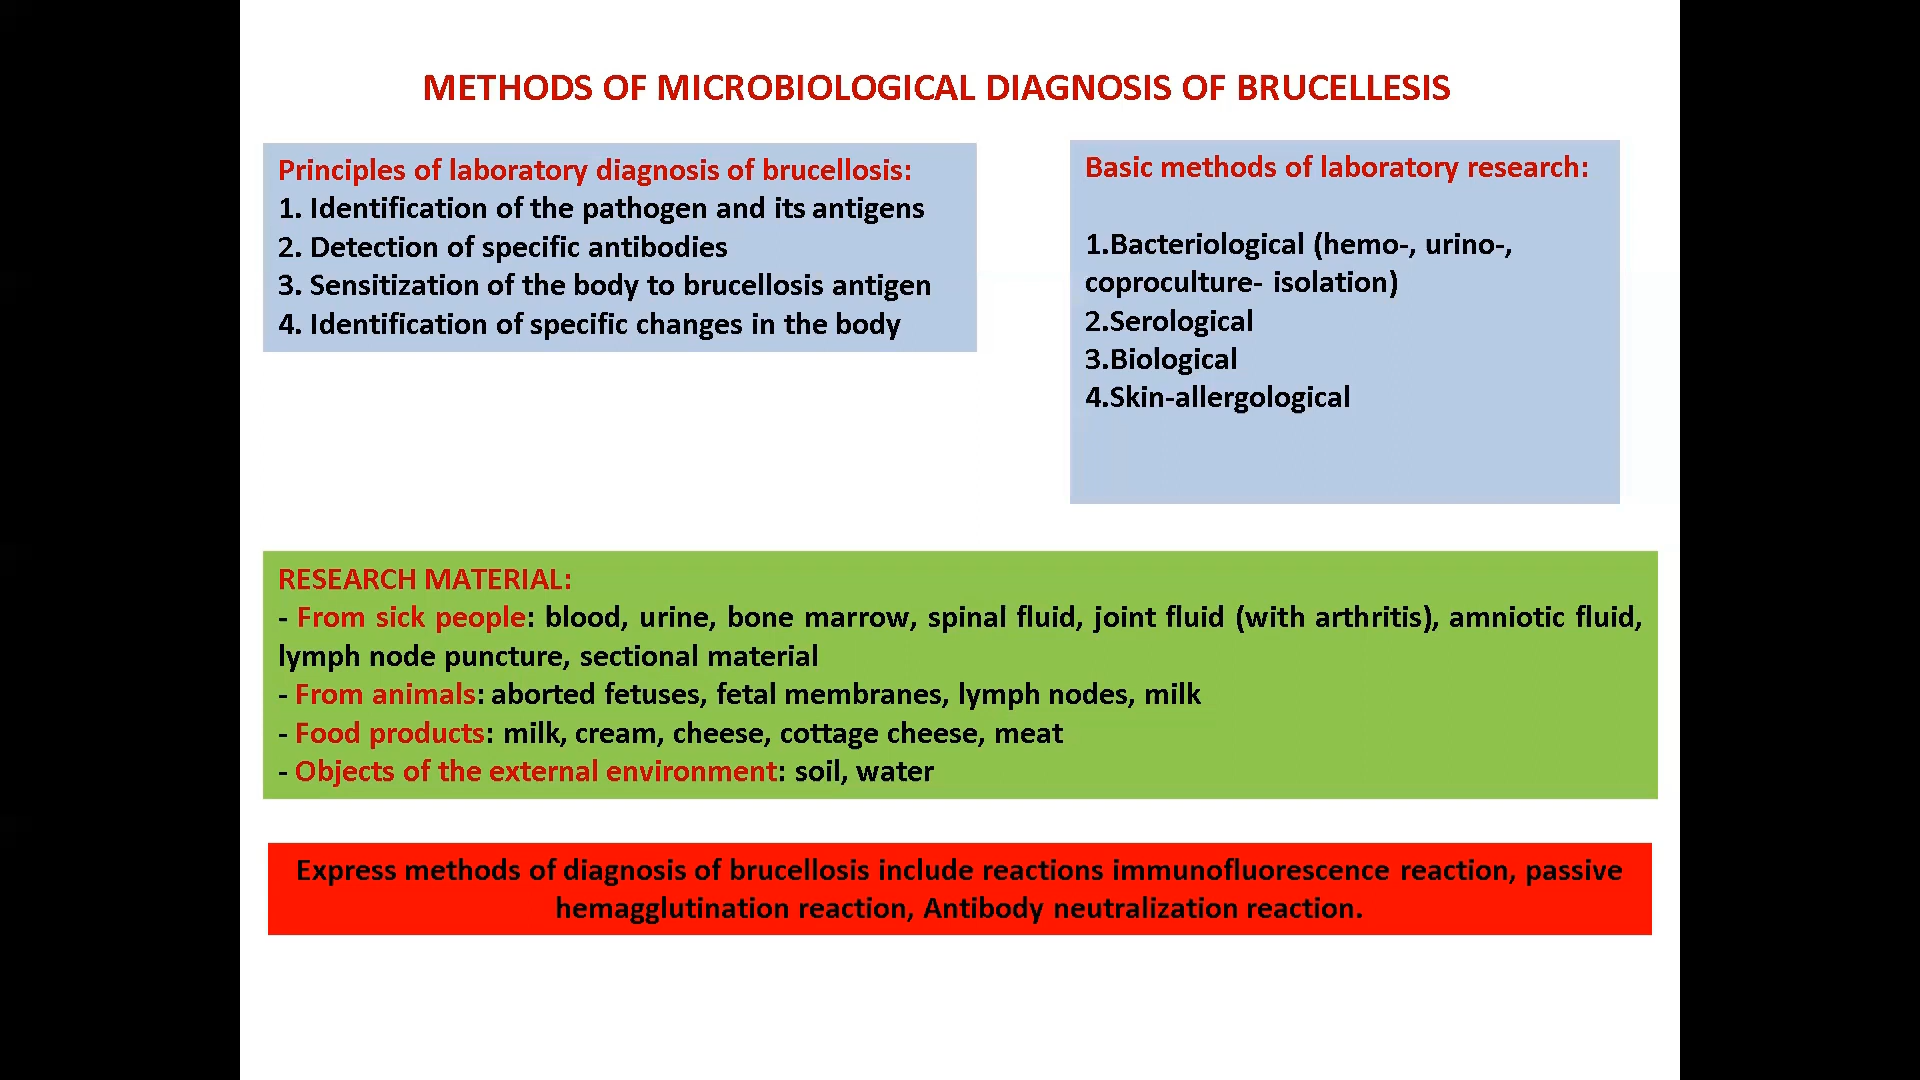 METHODS OF MICROBIOLOGICAL DIAGNOSIS OF BRUCELLESIS
Principles of laboratory diagnosis of brucellosis:
1. Identification of the pathogen and its antigens
2. Detection of specific antibodies
3. Sensitization of the body to brucellosis antigen
4. Identification of specific changes in the body
Basic methods of laboratory research:
1.Bacteriological (hemo-, urino-,
coproculture- isolation)
2.Serological
3.Biological
4.Skin-allergological
RESEARCH MATERIAL:
- From sick people: blood, urine, bone marrow, spinal fluid, joint fluid (with arthritis), amniotic fluid,
lymph node puncture, sectional material
- From animals: aborted fetuses, fetal membranes, lymph nodes, milk
- Food products: milk, cream, cheese, cottage cheese, meat
- Objects of the external environment: soil, water
Express methods of diagnosis of brucellosis include reactions immunofluorescence reaction, passive
hemagglutination reaction, Antibody neutralization reaction.